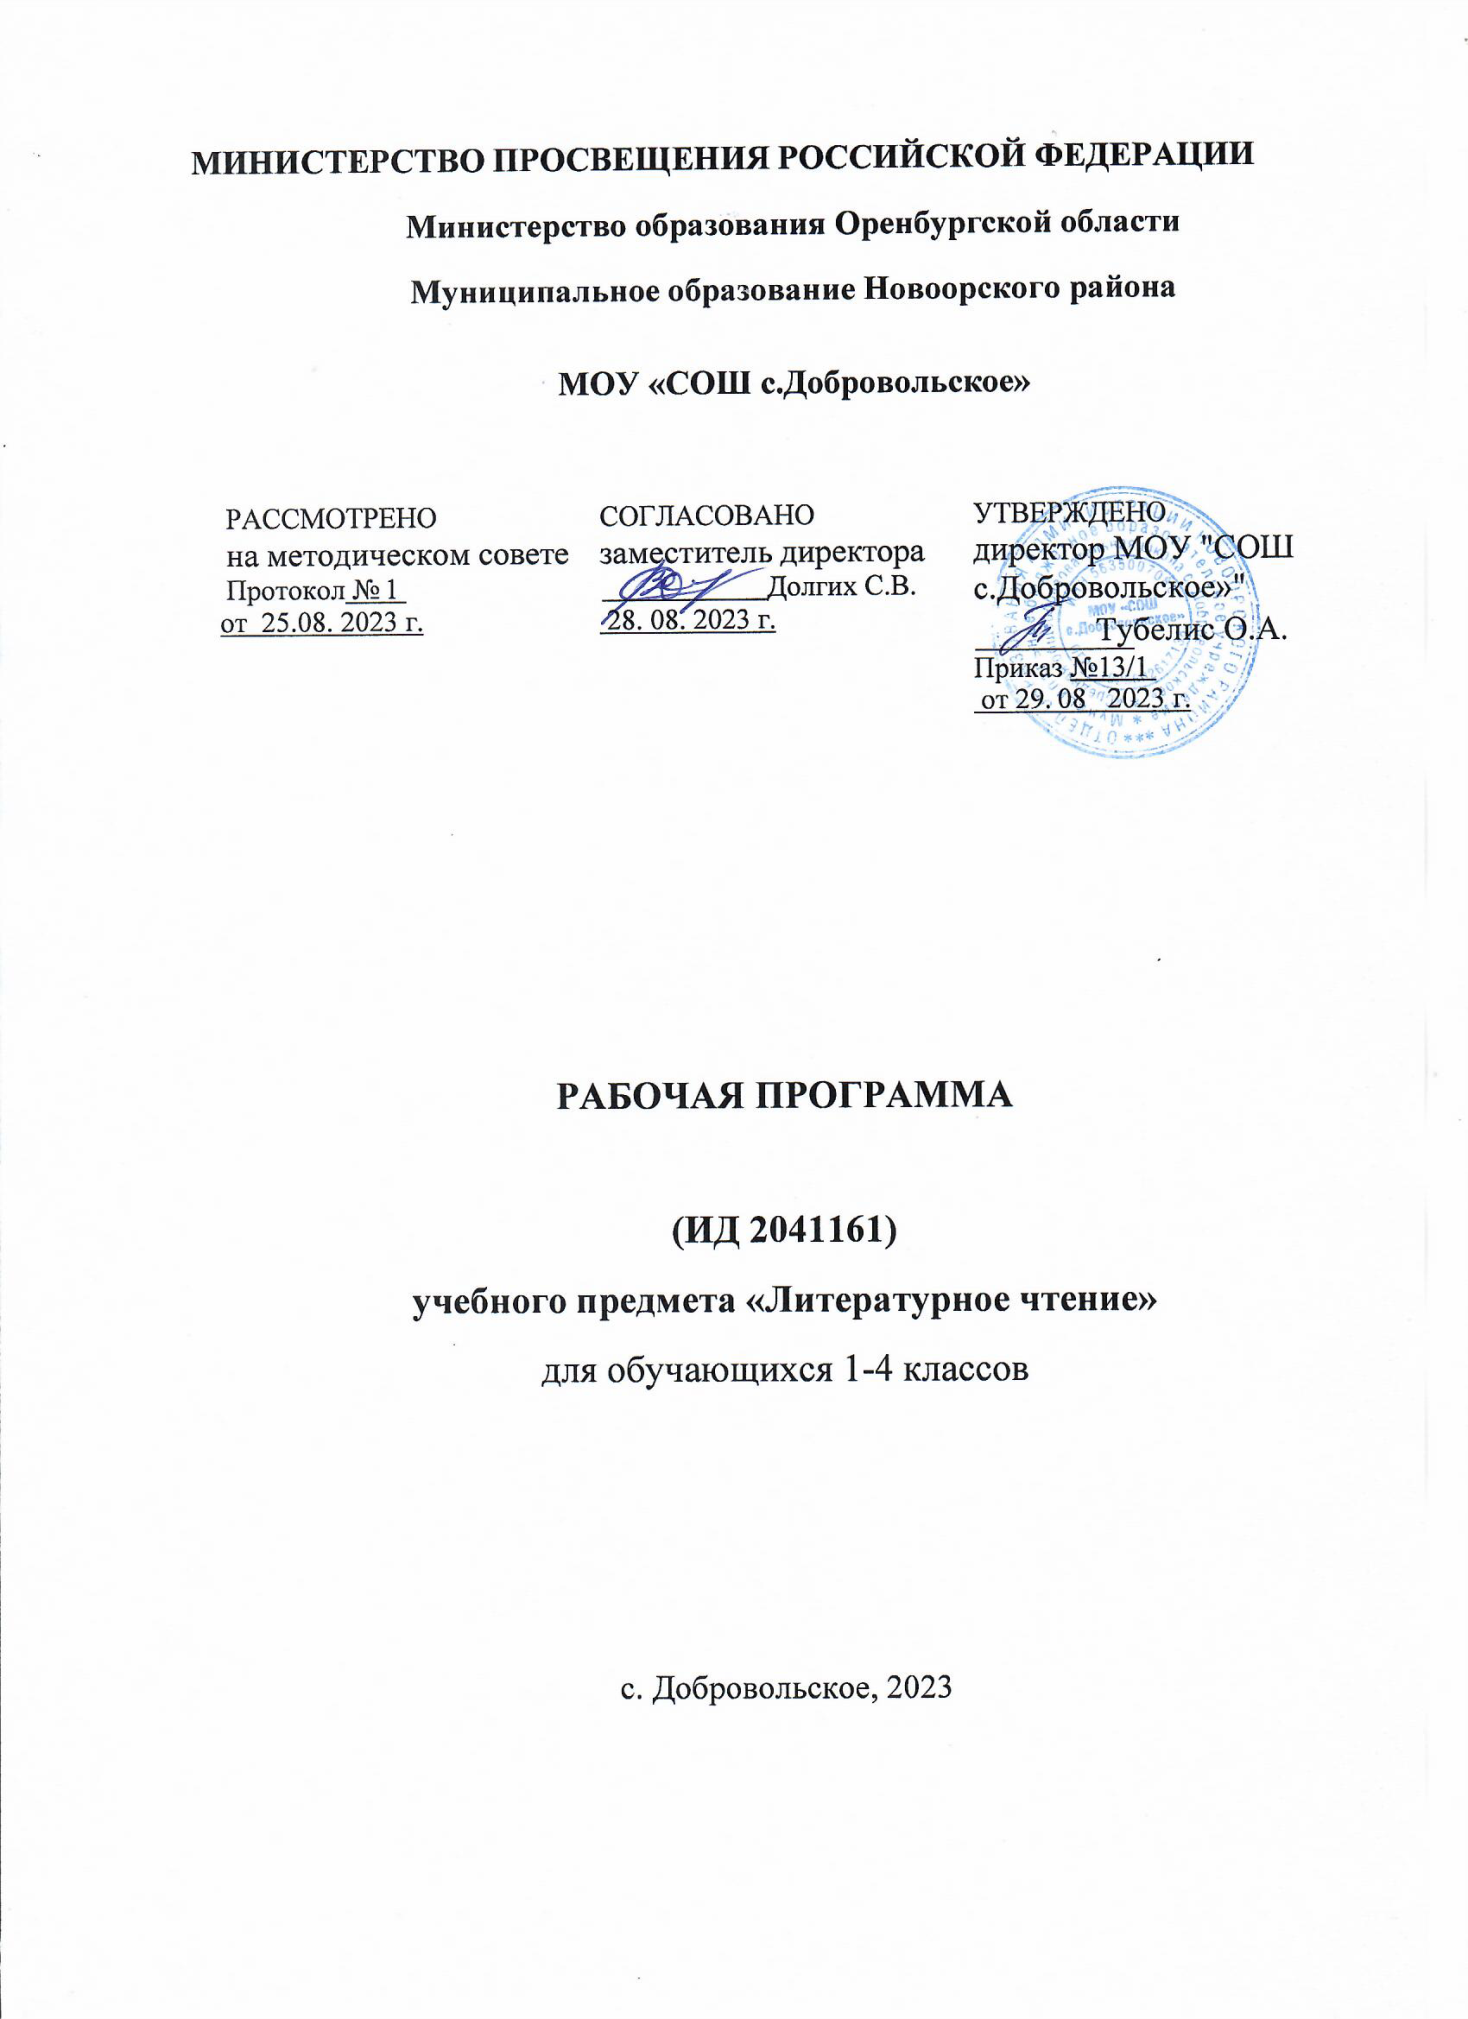 МИНИСТЕРСТВО ПРОСВЕЩЕНИЯ РОССИЙСКОЙ ФЕДЕРАЦИИ
Министерство образования Оренбургской области
Муниципальное образование Новоорского района
МОУ «СОШ с.Добровольское»
РАССМОТРЕНО
на методическом совете
Протокол № 1
от 25.08. 2023 г.
СОГЛАСОВАНО
заместитель директора
Долгих С.В.
28. 08. 2023 г.
УТВЕРЖДЕНО
директор МОУ "СОШ
с.Добровольское»"
Тубелис О.А.
Приказ №13/1
от 29. 08 2023 г.
МОУ «СОШ
с.Добровольское»
РАБОЧАЯ ПРОГРАММА
(ИД 2041161)
учебного предмета «Литературное чтение»
для обучающихся 1-4 классов
с. Добровольское, 2023